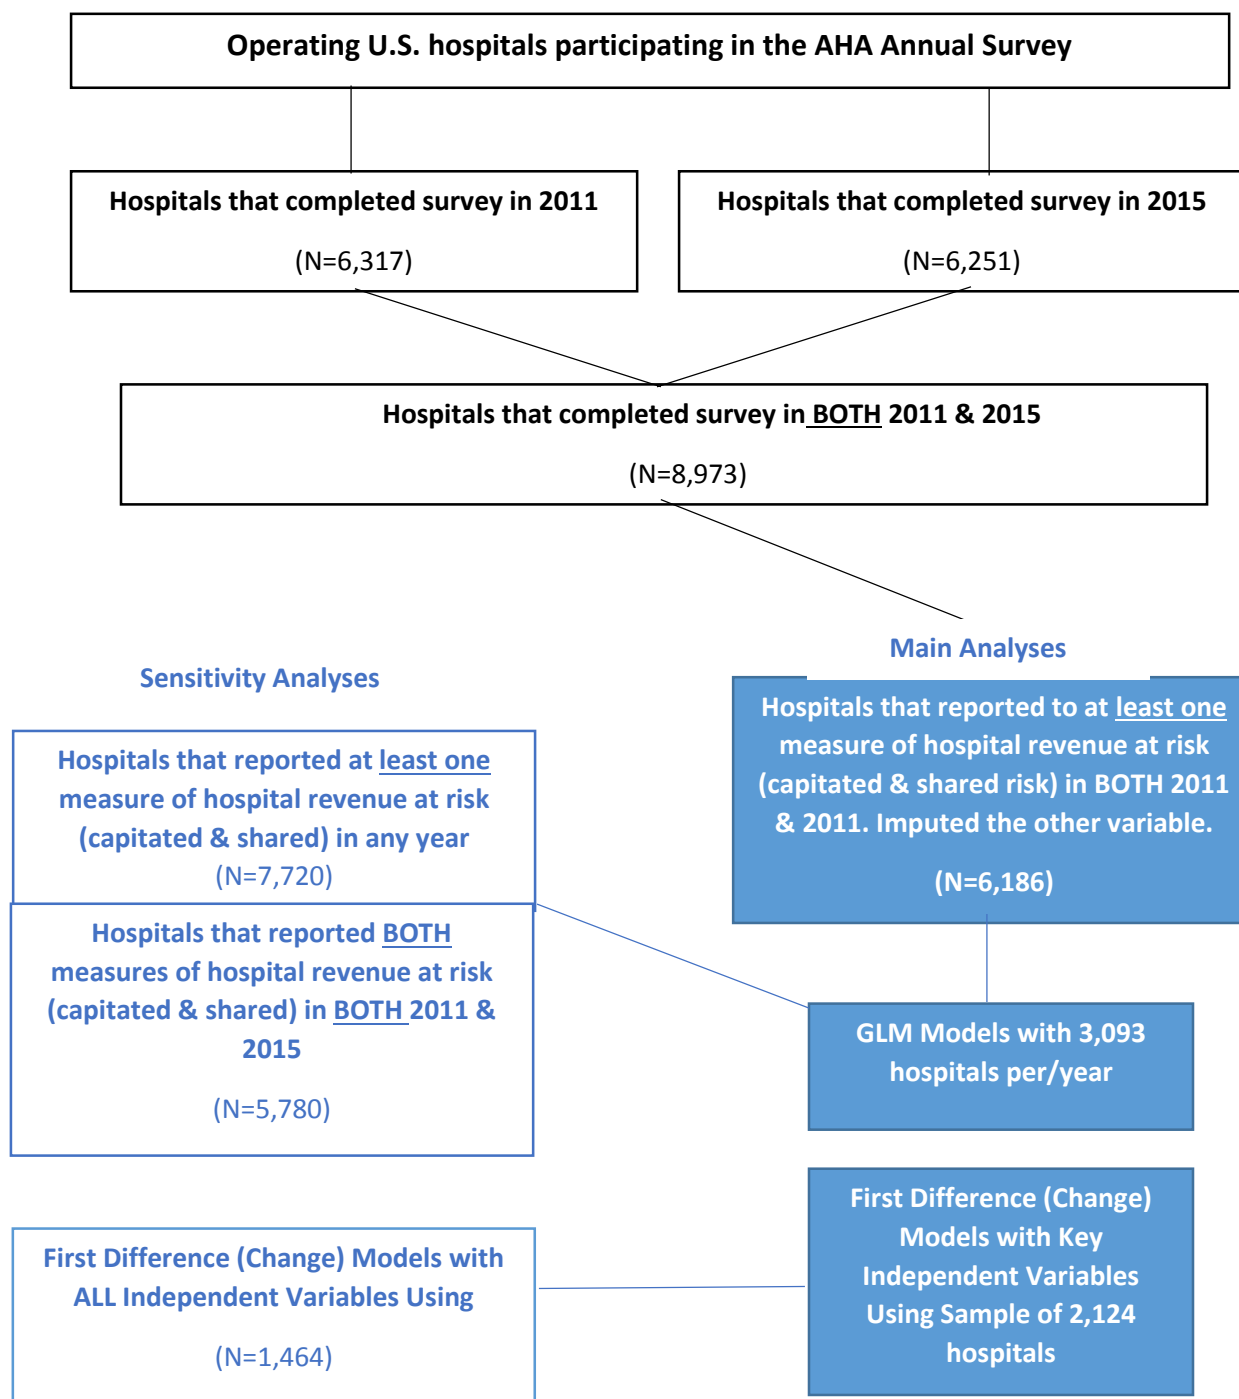 Operating U.S. hospitals participating in the AHA Annual Survey
Hospitals that completed survey in 2011
(N=6,317)
Hospitals that completed survey in 2015
(N=6,251)
Hospitals that completed survey in BOTH 2011 & 2015
(N=8,973)
Main Analyses
Hospitals that reported to at least one
measure of hospital revenue at risk
(capitated & shared risk) in BOTH 2011
& 2011. Imputed the other variable.
(N=6,186)
Sensitivity Analyses
Hospitals that reported at least one
measure of hospital revenue at risk
(capitated & shared) in any year
(N=7,720)
Hospitals that reported BOTH
measures of hospital revenue at risk
(capitated & shared) in BOTH 2011 &
2015
(N=5,780)
GLM Models with 3,093
hospitals per/year
First Difference (Change) Models with
ALL Independent Variables Using
(N=1,464)
First Difference (Change)
Models with Key
Independent Variables
Using Sample of 2,124
hospitals